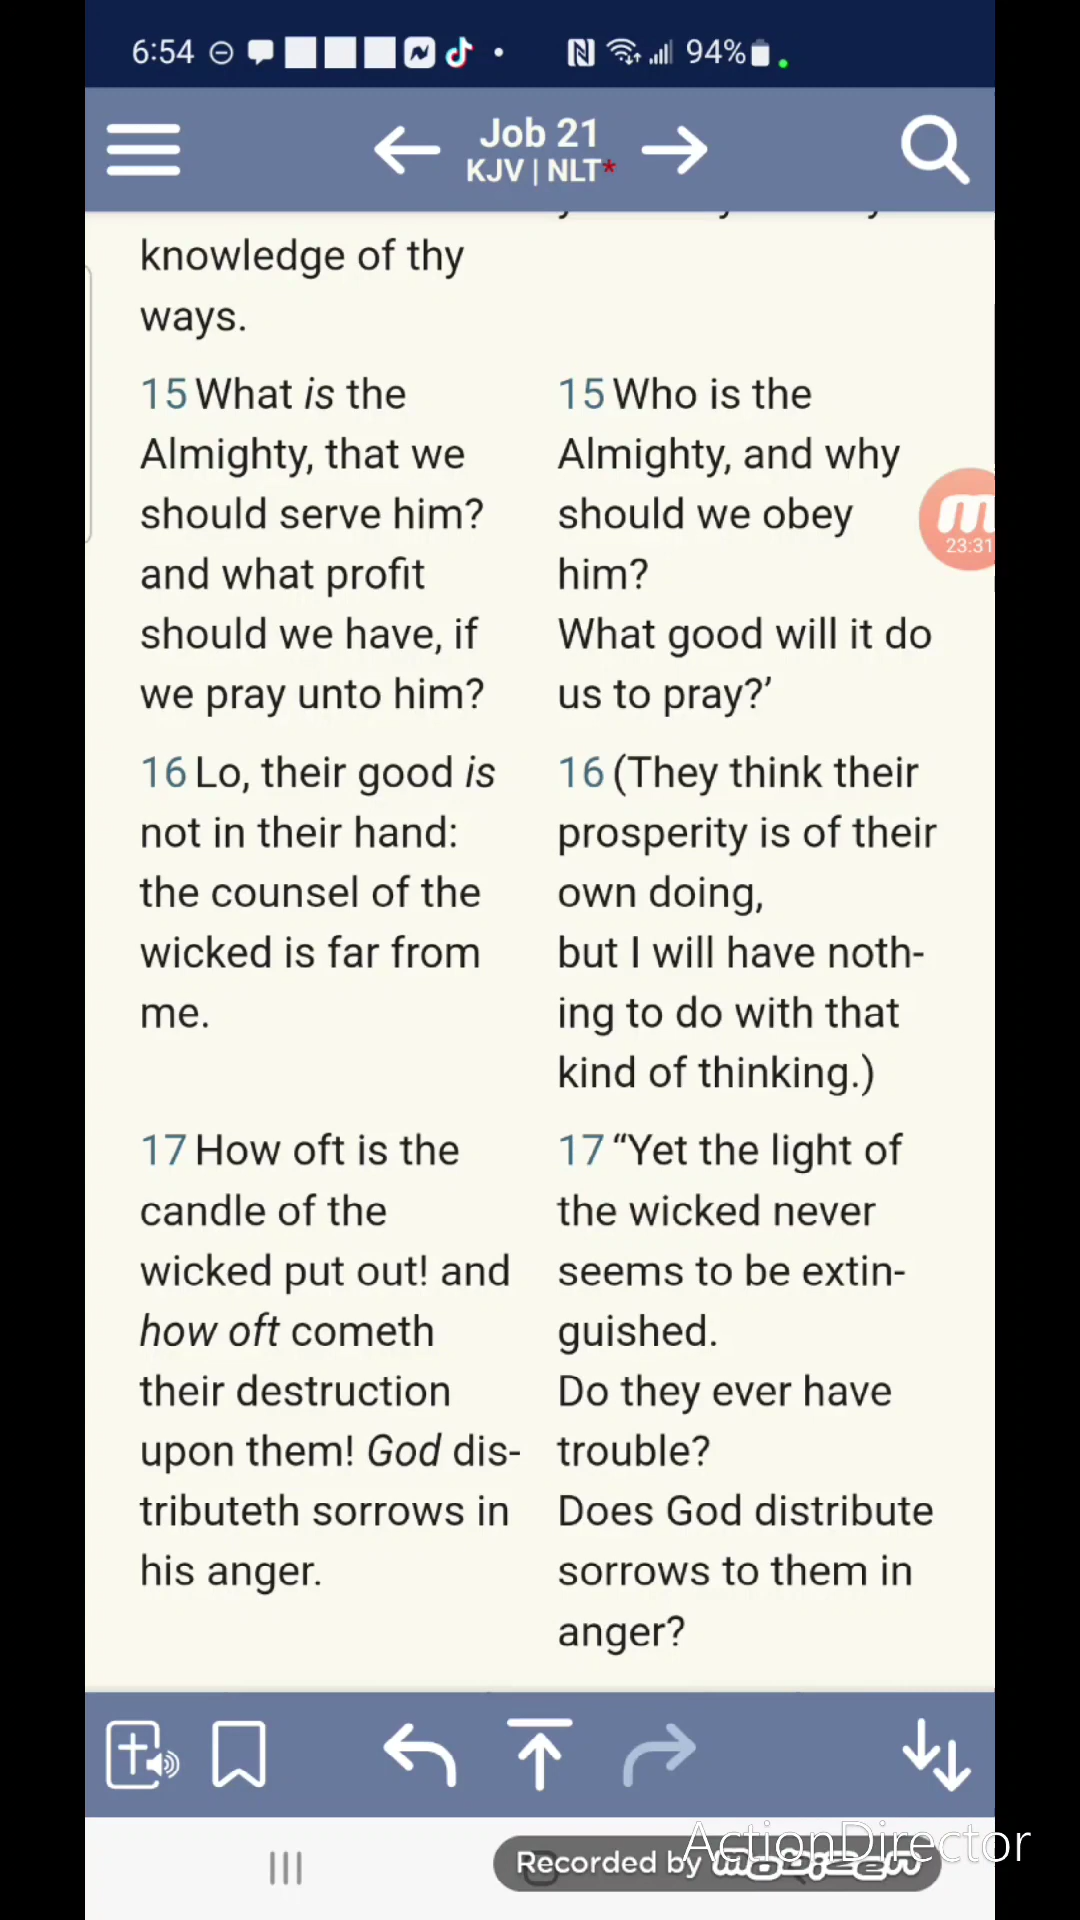 6:54 94%
Job 21
KJV | NLT*
knowledge of thy
ways.
15 What is the
Almighty, that we
should serve him?
and what profit
should we have, if
we pray unto him?
16 Lo, their good is
not in their hand:
the counsel of the
wicked is far from
me.
17 How oft is the
candle of the
wicked put out! and
how oft cometh
their destruction
upon them! God dis-
tributeth sorrows in
his anger.
15 Who is the
Almighty, and why
should we obey
him?
What good will it do
us to pray?’
16 (They think their
prosperity is of their
own doing,
but I will have noth-
ing to do with that
kind of thinking.)
17 “Yet the light of
the wicked never
seems to be extin-
guished.
Do they ever have
trouble?
Does God distribute
sorrows to them in
anger?
m
23:31
ActionDirector
Recorded by mobizen